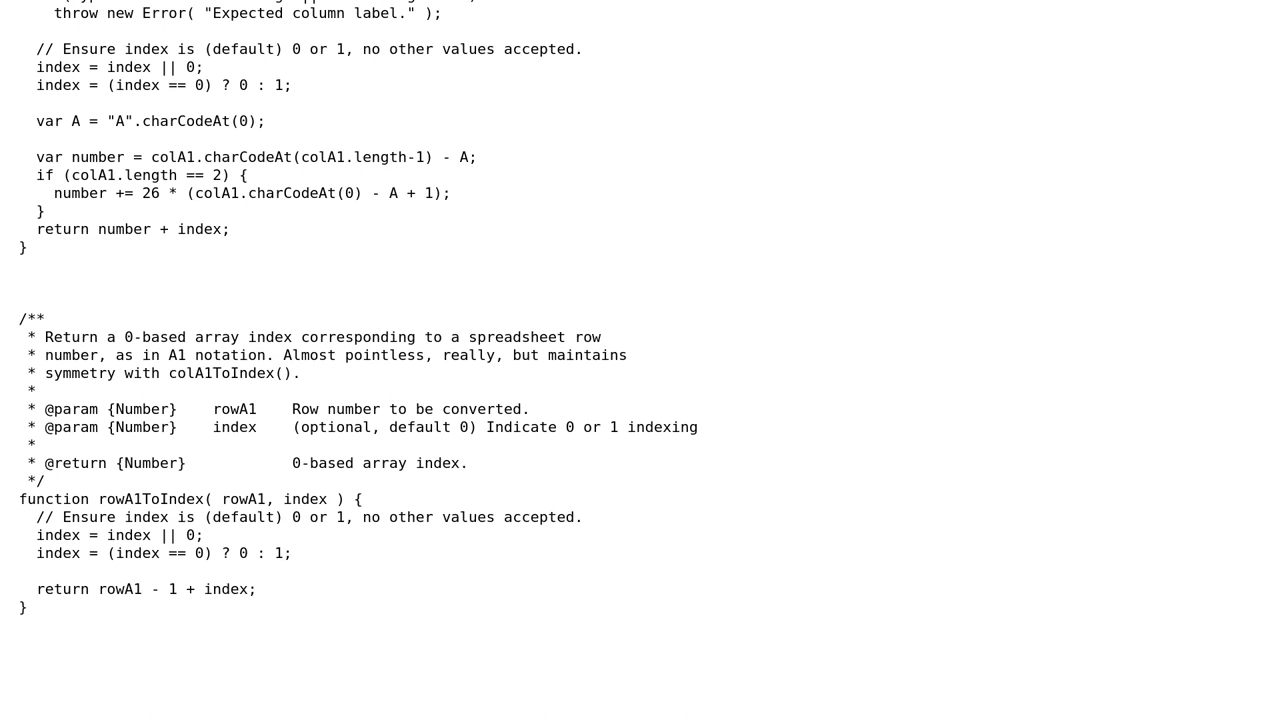 throw new Error( "Expected column label." );

  // Ensure index is (default) 0 or 1, no other values accepted.
  index = index || 0;
  index = (index == 0) ? 0 : 1;

  var A = "A".charCodeAt(0);

  var number = colA1.charCodeAt(colA1.length-1) - A;
  if (colA1.length == 2) {
    number += 26 * (colA1.charCodeAt(0) - A + 1);
  }
  return number + index;
}

/**
 * Return a 0-based array index corresponding to a spreadsheet row
 * number, as in A1 notation. Almost pointless, really, but maintains
 * symmetry with colA1ToIndex().
 *
 * @param {Number}    rowA1    Row number to be converted.
 * @param {Number}    index    (optional, default 0) Indicate 0 or 1 indexing
 *
 * @return {Number}            0-based array index.
 */
function rowA1ToIndex( rowA1, index ) {
  // Ensure index is (default) 0 or 1, no other values accepted.
  index = index || 0;
  index = (index == 0) ? 0 : 1;

  return rowA1 - 1 + index;
}